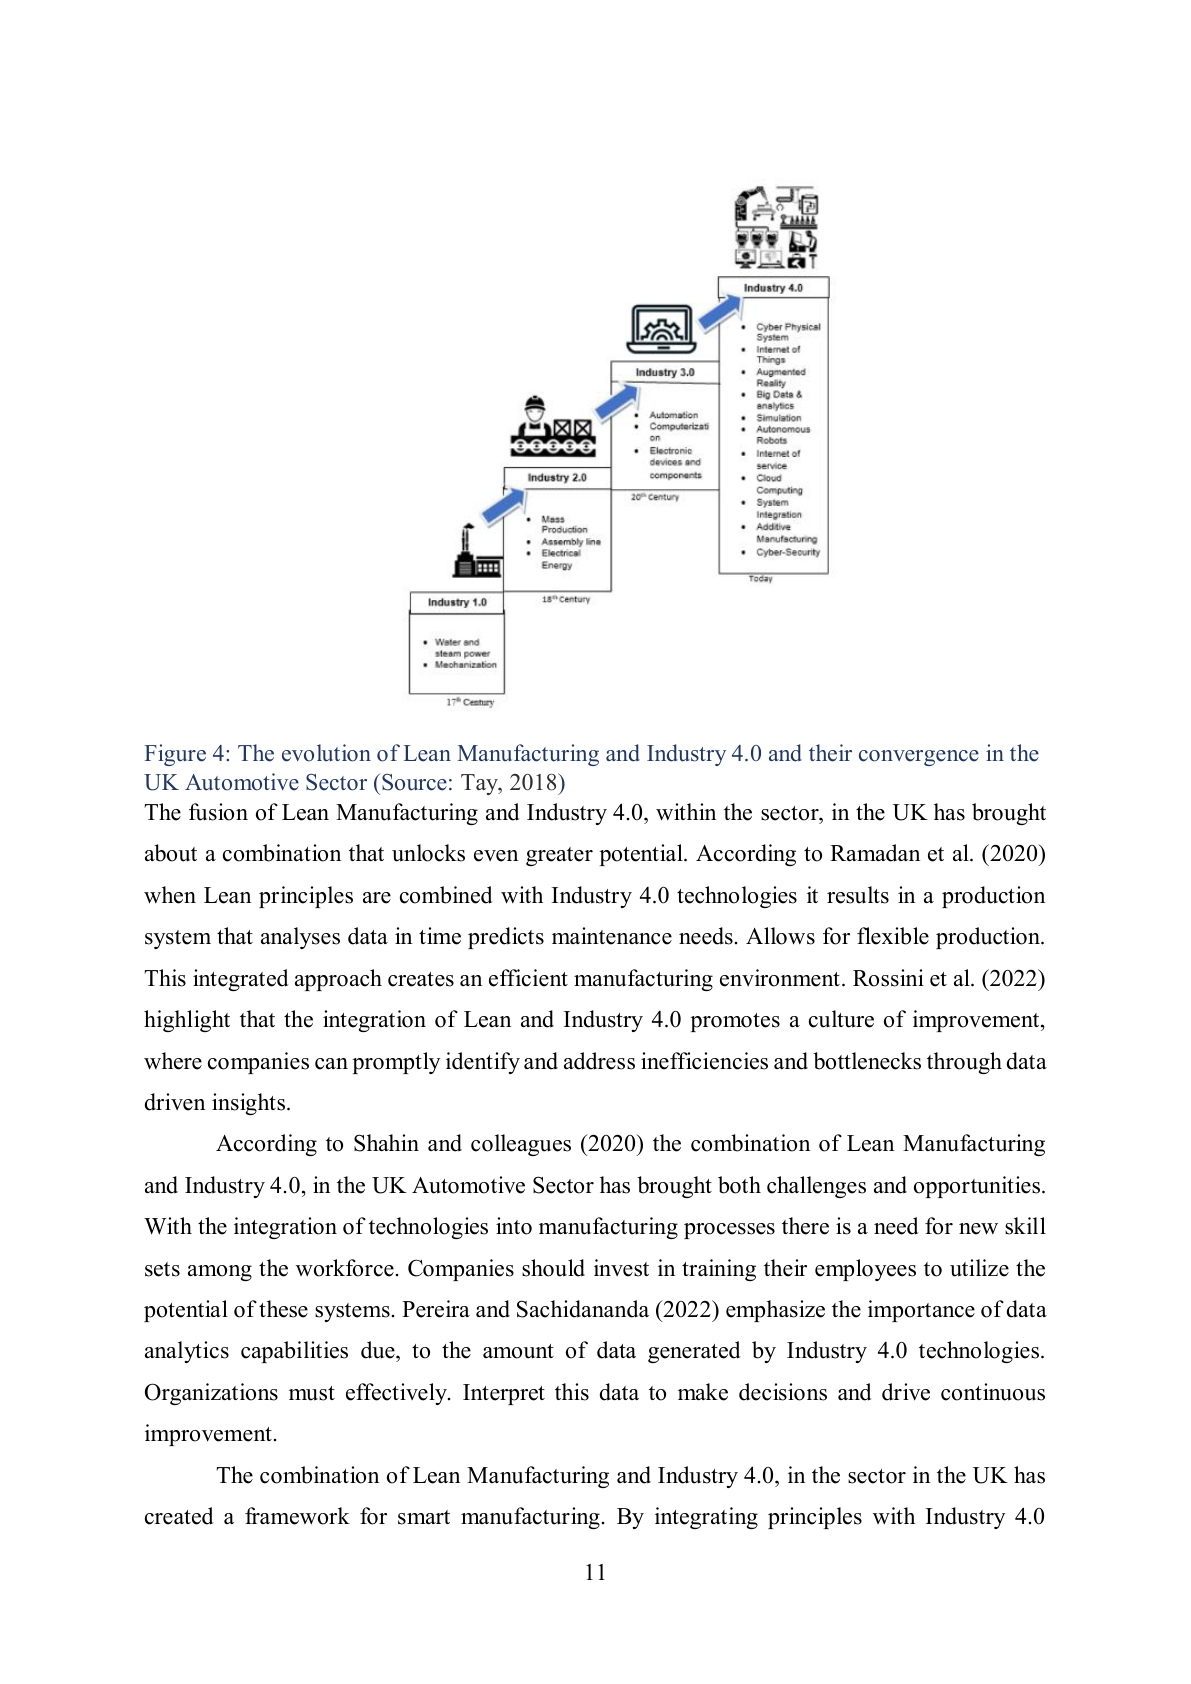 Industry 4.0
• Cyber Physical
System
• Internet of
Things
• Augmented
Reality
• Big Data &
analytics
• Simulation
• Autonomous
Robots
• Internet of
service
• Cloud
Computing
• System
Integration
• Additive
Manufacturing
• Cyber-Security
Today
Industry 3.0
• Automation
• Computerizati
on
• Electronic
devices and
components
20th Century
Industry 2.0
• Mass
Production
• Assembly line
• Electrical
Energy
18th Century
Industry 1.0
• Water and
steam power
• Mechanization
17th Century
Figure 4: The evolution of Lean Manufacturing and Industry 4.0 and their convergence in the
UK Automotive Sector (Source: Tay, 2018)
The fusion of Lean Manufacturing and Industry 4.0, within the sector, in the UK has brought
about a combination that unlocks even greater potential. According to Ramadan et al. (2020)
when Lean principles are combined with Industry 4.0 technologies it results in a production
system that analyses data in time predicts maintenance needs. Allows for flexible production.
This integrated approach creates an efficient manufacturing environment. Rossini et al. (2022)
highlight that the integration of Lean and Industry 4.0 promotes a culture of improvement,
where companies can promptly identify and address inefficiencies and bottlenecks through data
driven insights.
According to Shahin and colleagues (2020) the combination of Lean Manufacturing
and Industry 4.0, in the UK Automotive Sector has brought both challenges and opportunities.
With the integration of technologies into manufacturing processes there is a need for new skill
sets among the workforce. Companies should invest in training their employees to utilize the
potential of these systems. Pereira and Sachidananda (2022) emphasize the importance of data
analytics capabilities due, to the amount of data generated by Industry 4.0 technologies.
Organizations must effectively. Interpret this data to make decisions and drive continuous
improvement.
The combination of Lean Manufacturing and Industry 4.0, in the sector in the UK has
created a framework for smart manufacturing. By integrating principles with Industry 4.0
11